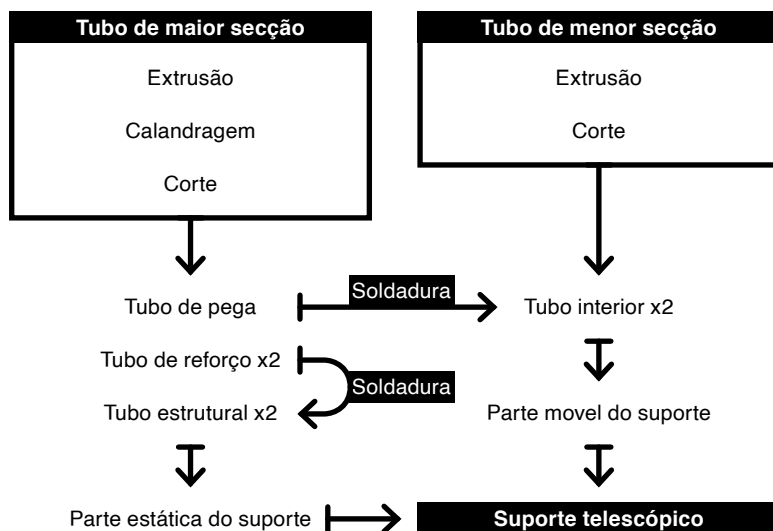 Tubo de maior secção
Extrusão
Calandragem
Corte
Tubo de menor secção
Extrusão
Corte
Tubo de pega
Soldadura
Tubo interior x2
Tubo de reforço x2
Soldadura
Tubo estrutural x2
Parte movel do suporte
Parte estática do suporte
Suporte telescópico